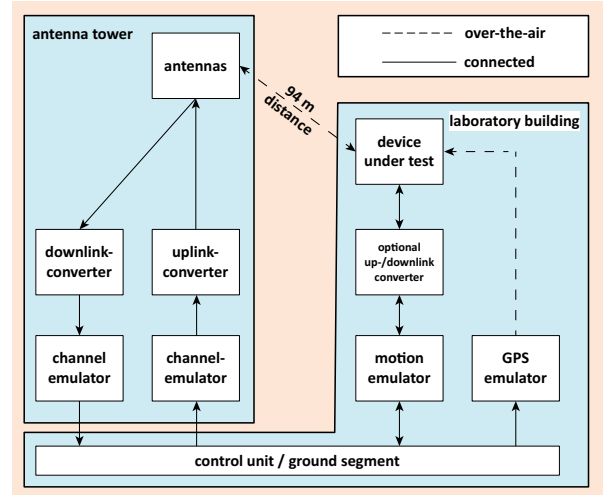 antenna tower
antennas
over-the-air
connected
94 m
distance
laboratory building
device
under test
downlink-
converter
uplink-
converter
optional
up-/downlink
converter
channel
emulator
channel-
emulator
motion
emulator
GPS
emulator
control unit / ground segment